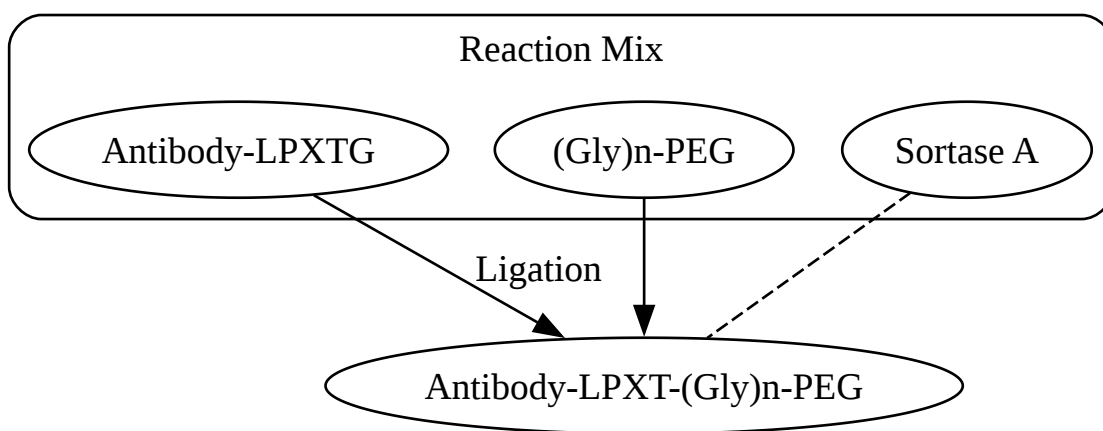 Reaction Mix
Antibody-LPXTG
(Gly)n-PEG
Sortase A
Ligation
Antibody-LPXT-(Gly)n-PEG